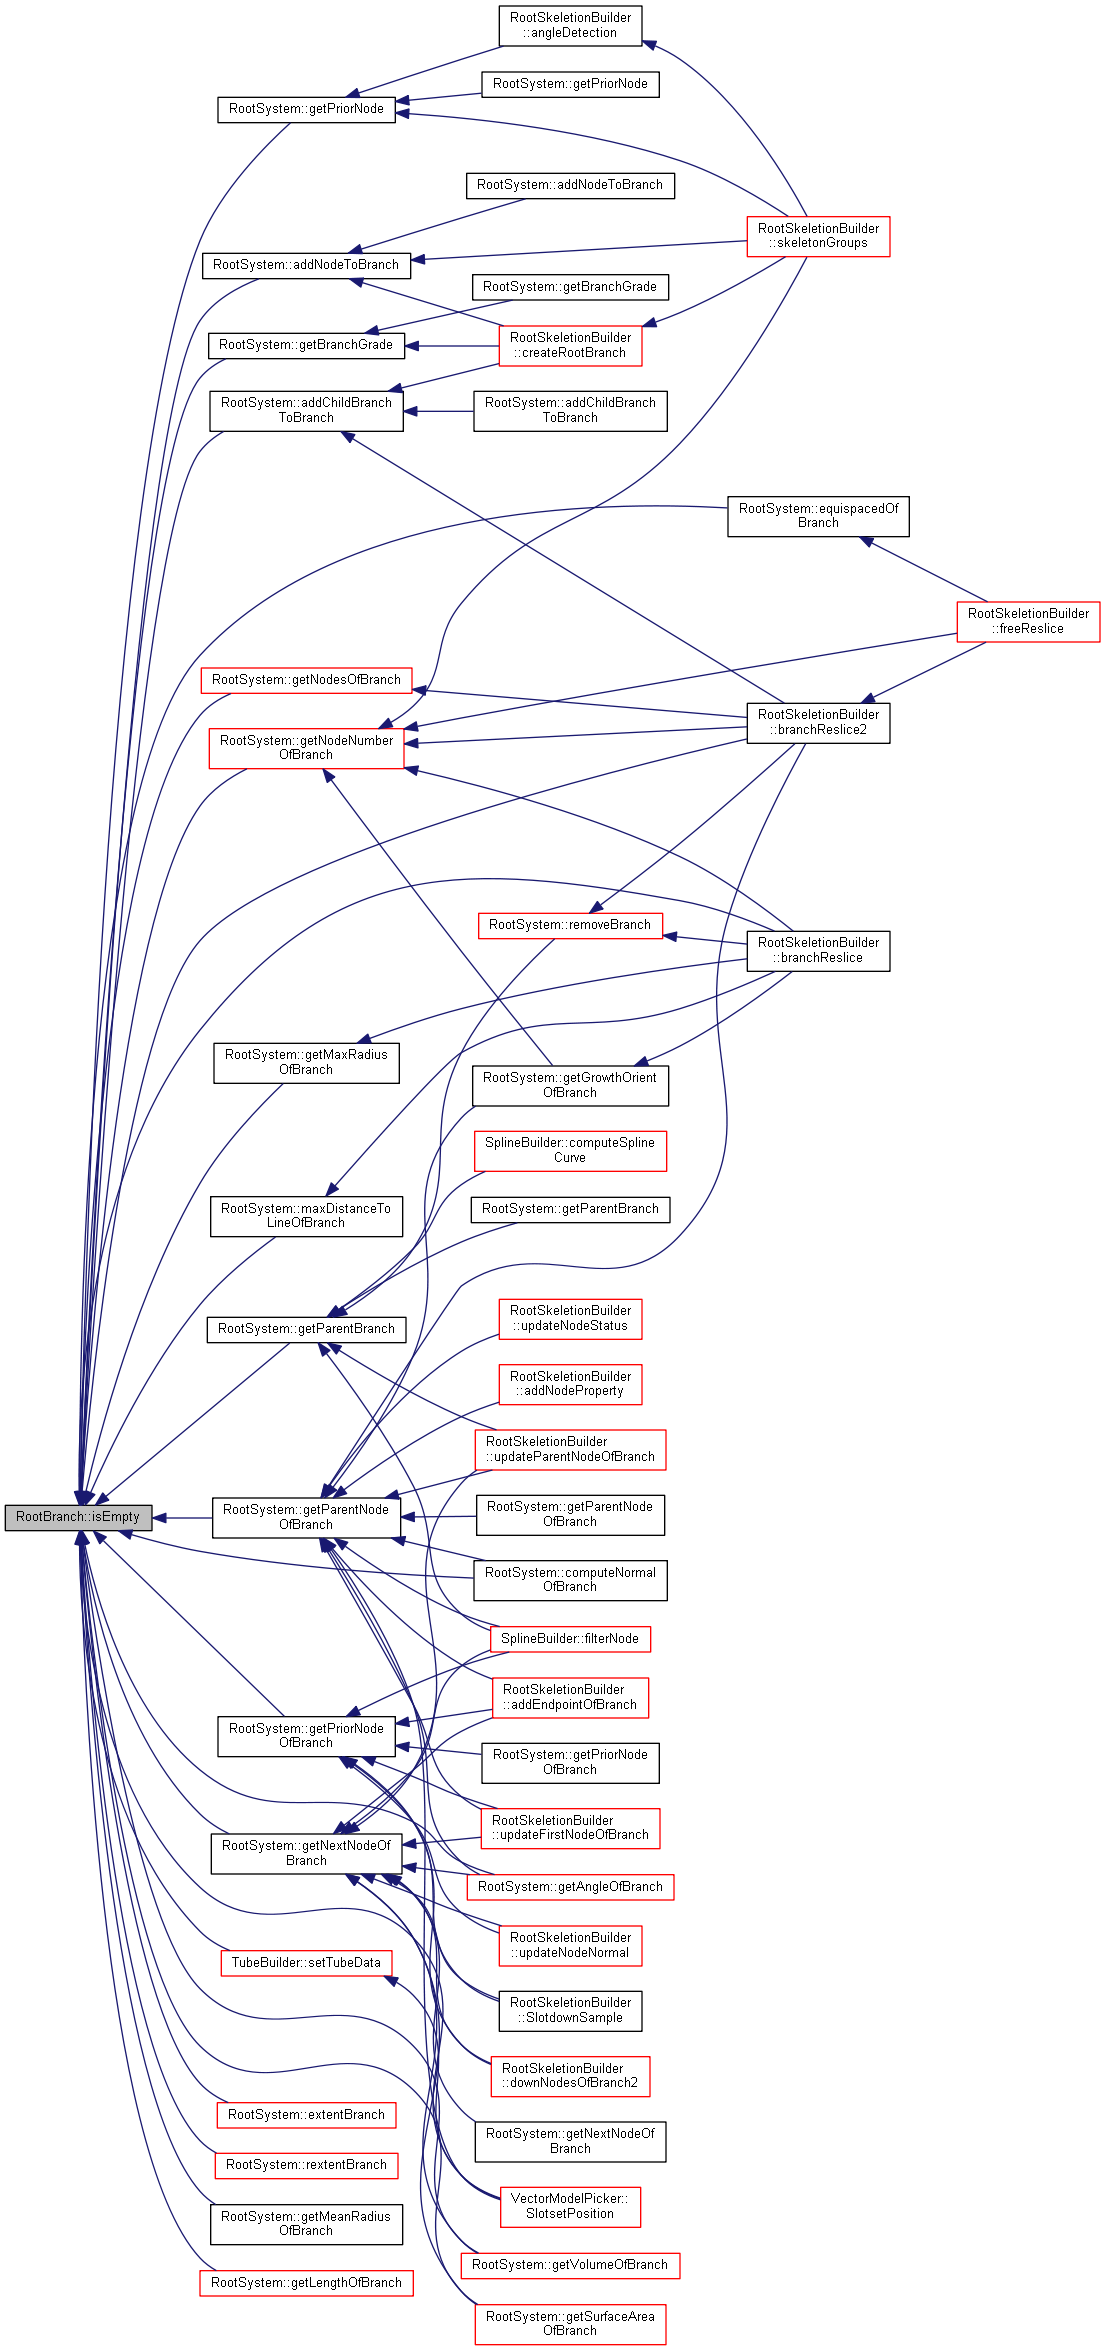 RootSkeletionBuilder
::angleDetection
RootSystem::getPriorNode
RootSystem::getPriorNode
RootSystem::addNodeToBranch
RootSkeletionBuilder
::skeletonGroups
RootSystem::addNodeToBranch
RootSystem::getBranchGrade
RootSkeletionBuilder
::createRootBranch
RootSystem::getBranchGrade
RootSystem::addChildBranch
ToBranch
RootSystem::addChildBranch
ToBranch
RootSystem::equispacedOf
Branch
RootSkeletionBuilder
::freeReslice
RootSystem::getNodesOfBranch
RootSkeletionBuilder
::branchReslice2
RootSystem::getNodeNumber
OfBranch
RootSystem::removeBranch
RootSkeletionBuilder
::branchReslice
RootSystem::getMaxRadius
OfBranch
RootSystem::getGrowthOrient
OfBranch
SplineBuilder::computeSpline
Curve
RootSystem::maxDistanceTo
LineOfBranch
RootSystem::getParentBranch
RootSystem::getParentBranch
RootSkeletionBuilder
::updateNodeStatus
RootSkeletionBuilder
::addNodeProperty
RootSkeletionBuilder
::updateParentNodeOfBranch
RootBranch::isEmpty
RootSystem::getParentNode
OfBranch
RootSystem::getParentNode
OfBranch
RootSystem::computeNormal
OfBranch
SplineBuilder::filterNode
RootSkeletionBuilder
::addEndpointOfBranch
RootSystem::getPriorNode
OfBranch
RootSystem::getPriorNode
OfBranch
RootSkeletionBuilder
::updateFirstNodeOfBranch
RootSystem::getNextNodeOf
Branch
RootSystem::getAngleOfBranch
RootSkeletionBuilder
::updateNodeNormal
TubeBuilder::setTubeData
RootSkeletionBuilder
::SlotdownSample
RootSkeletionBuilder
::downNodesOfBranch2
RootSystem::extentBranch
RootSystem::getNextNodeOf
Branch
RootSystem::rextentBranch
VectorModelPicker::
SlotsetPosition
RootSystem::getMeanRadius
OfBranch
RootSystem::getVolumeOfBranch
RootSystem::getLengthOfBranch
RootSystem::getSurfaceArea
OfBranch